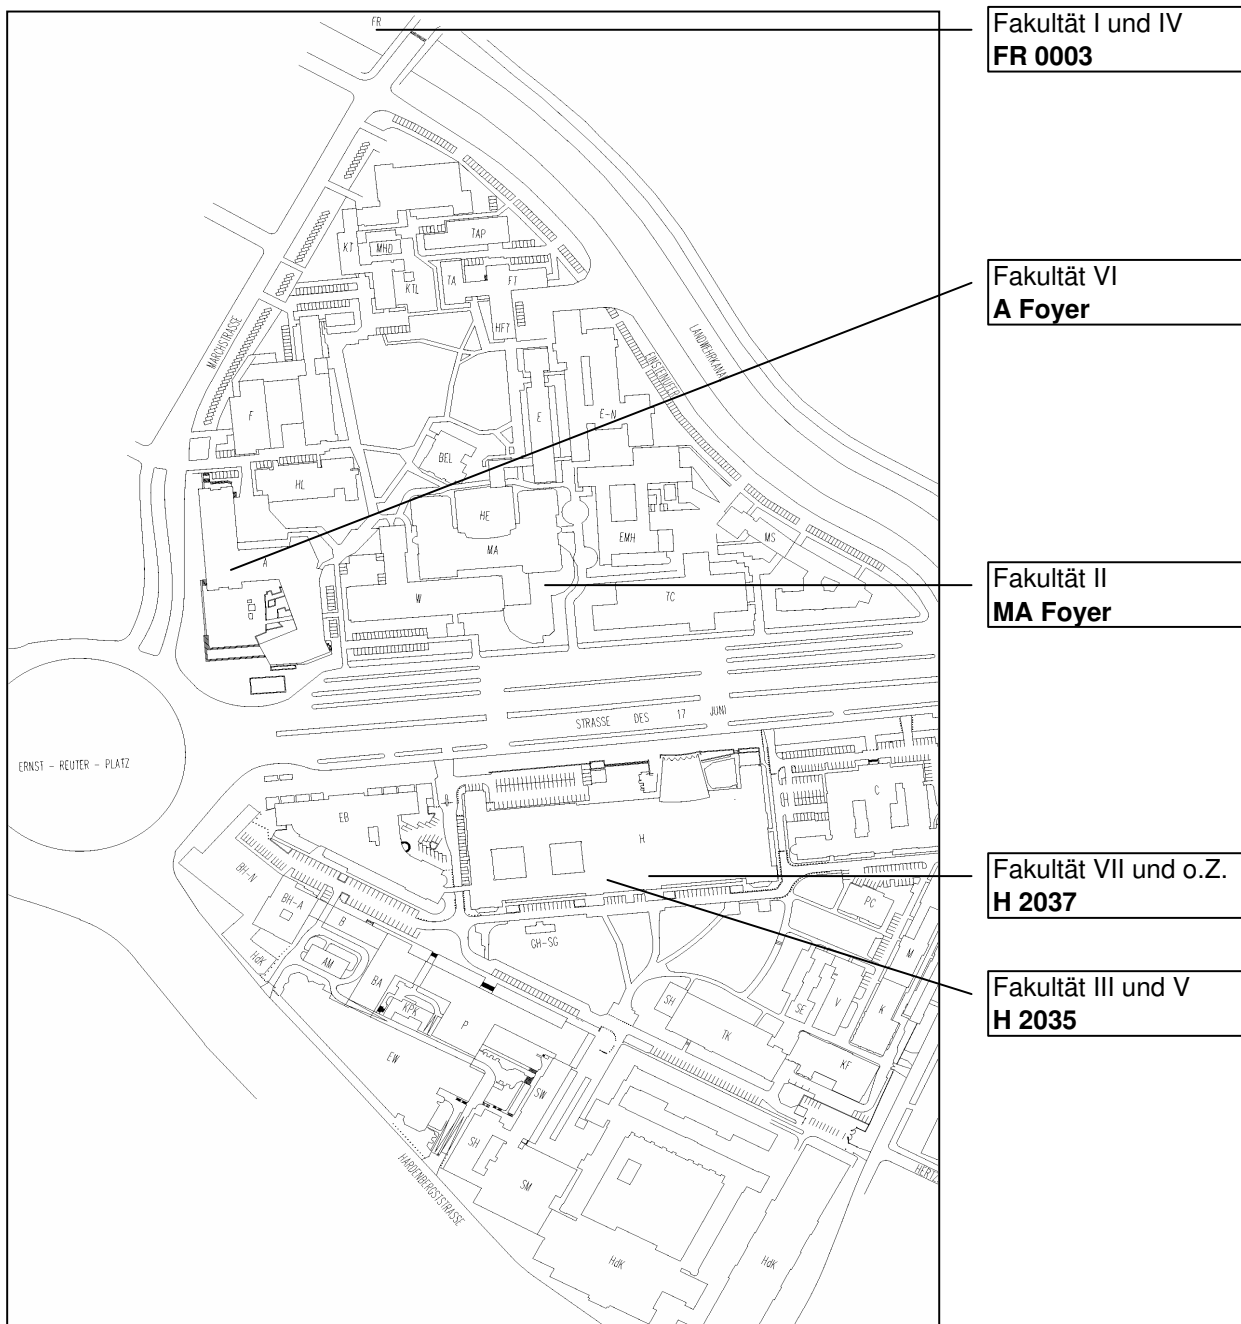 FR
Fakultät I und IV
FR 0003
KT
MHD
TAP
KTL
TA
FT
HFT
Fakultät VI
A Foyer
MARCHSTRASSE
LANDWEHRKANAL
EINSTEINUFER
F
E
E-N
BEL
HL
HE
MA
EMH
MS
A
W
TC
Fakultät II
MA Foyer
STRASSE DES 17 JUNI
ERNST - REUTER - PLATZ
EB
H
C
BH-N
BH-A
B
GH-SG
PC
Fakultät VII und o.Z.
H 2037
HdK
AM
BA
KPK
P
SH
TK
SE
V
K
M
Fakultät III und V
H 2035
EW
SW
KF
SH
SM
HARDENBERGSTSTRASSE
HERTZ
HdK
HdK